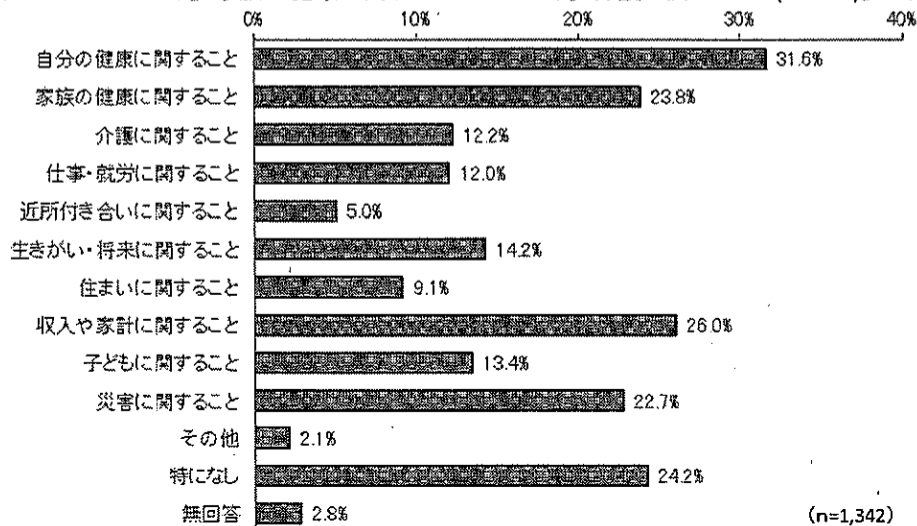 0% 10% 20% 30% 40%
自分の健康に関すること 31.6%
家族の健康に関すること 23.8%
介護に関すること 12.2%
仕事・就労に関すること 12.0%
近所付き合いに関すること 5.0%
生きがい・将来に関すること 14.2%
住まいに関すること 9.1%
収入や家計に関すること 26.0%
子どもに関すること 13.4%
災害に関すること 22.7%
その他 2.1%
特になし 24.2%
無回答 2.8%
(n=1,342)